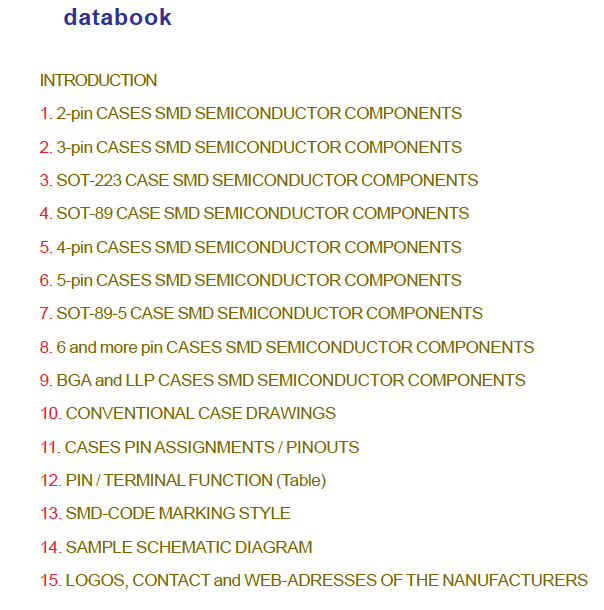 databook
INTRODUCTION
1. 2-pin CASES SMD SEMICONDUCTOR COMPONENTS
2. 3-pin CASES SMD SEMICONDUCTOR COMPONENTS
3. SOT-223 CASE SMD SEMICONDUCTOR COMPONENTS
4. SOT-89 CASE SMD SEMICONDUCTOR COMPONENTS
5. 4-pin CASES SMD SEMICONDUCTOR COMPONENTS
6. 5-pin CASES SMD SEMICONDUCTOR COMPONENTS
7. SOT-89-5 CASE SMD SEMICONDUCTOR COMPONENTS
8. 6 and more pin CASES SMD SEMICONDUCTOR COMPONENTS
9. BGA and LLP CASES SMD SEMICONDUCTOR COMPONENTS
10. CONVENTIONAL CASE DRAWINGS
11. CASES PIN ASSIGNMENTS / PINOUTS
12. PIN / TERMINAL FUNCTION (Table)
13. SMD-CODE MARKING STYLE
14. SAMPLE SCHEMATIC DIAGRAM
15. LOGOS, CONTACT and WEB-ADRESSES OF THE NANUFACTURERS